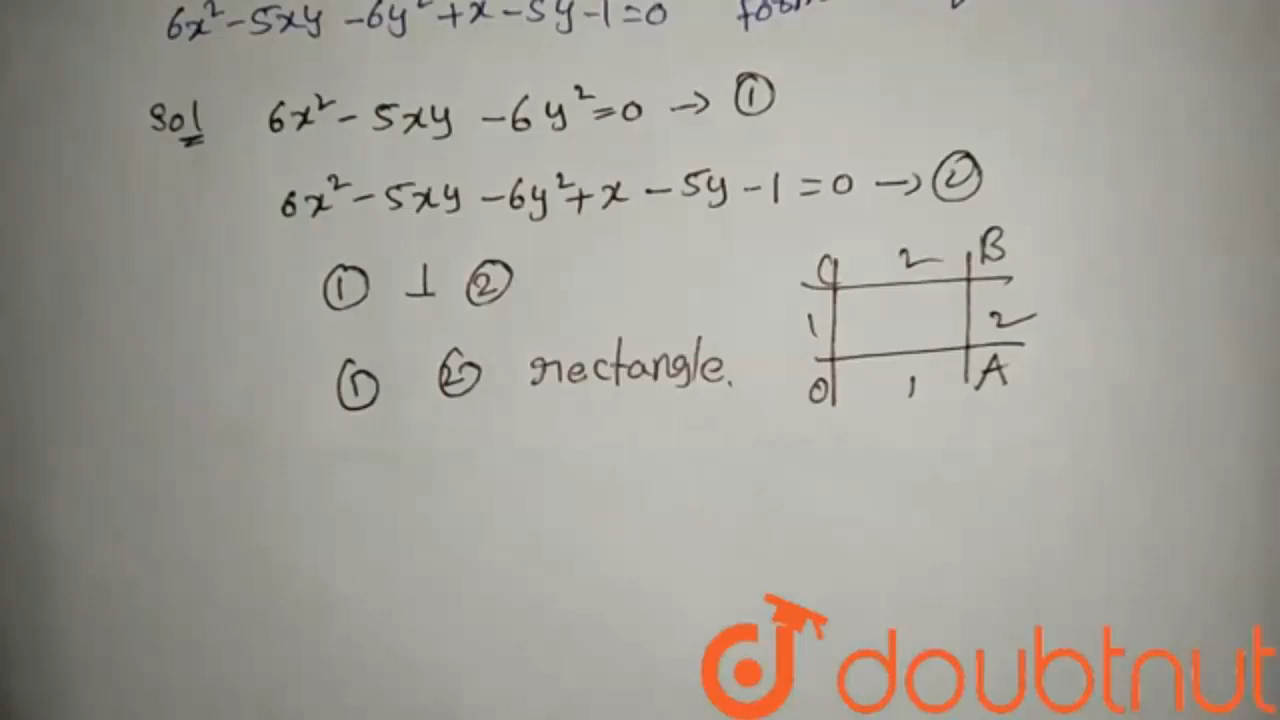 6x²-5xy-6y²+x-5y-1=0
Sol 6x²-5xy-6y²=0 → ①
6x²-5xy-6y²+x-5y-1=0 → ②
① ⊥ ②
① ② rectangle.
C 2 B
1 2
O 1 A
doubtnut